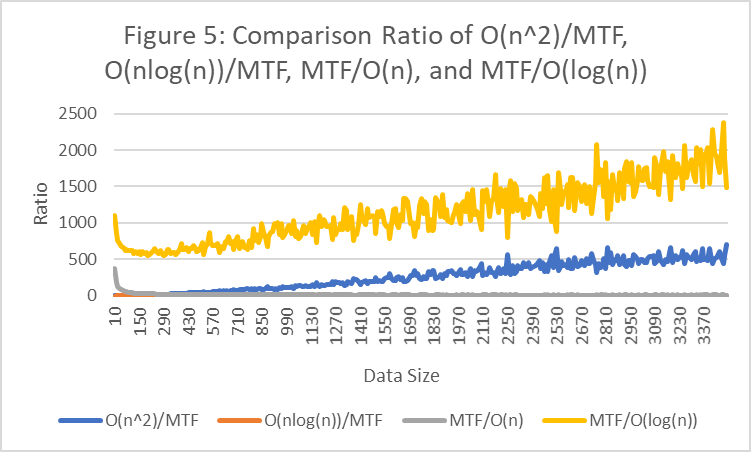 Figure 5: Comparison Ratio of O(n^2)/MTF,
O(nlog(n))/MTF, MTF/O(n), and MTF/O(log(n))
2500
2000
1500
1000
500
0
Ratio
10 150 290 430 570 710 850 990 1130 1270 1410 1550 1690 1830 1970 2110 2250 2390 2530 2670 2810 2950 3090 3230 3370
Data Size
O(n^2)/MTF O(nlog(n))/MTF MTF/O(n) MTF/O(log(n))